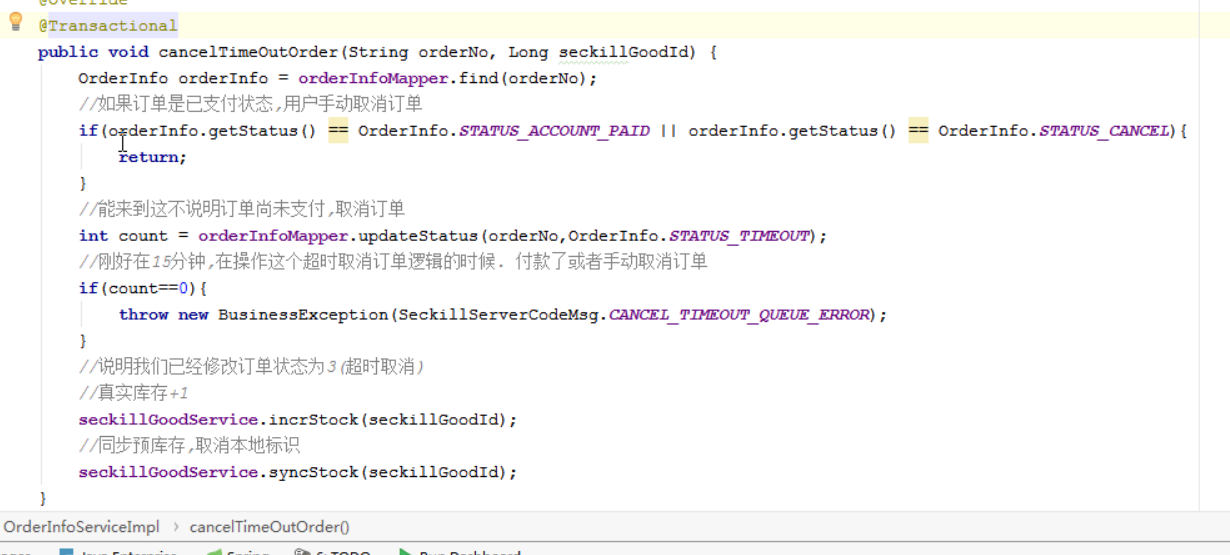 @Override
@Transactional
public void cancelTimeOutOrder(String orderNo, Long seckillGoodId) {
OrderInfo orderInfo = orderInfoMapper.find(orderNo);
//如果订单是已支付状态,用户手动取消订单
if(orderInfo.getStatus() == OrderInfo.STATUS_ACCOUNT_PAID || orderInfo.getStatus() == OrderInfo.STATUS_CANCEL){
return;
}
//能来到这不说明订单尚未支付,取消订单
int count = orderInfoMapper.updateStatus(orderNo,OrderInfo.STATUS_TIMEOUT);
//刚好在15分钟,在操作这个超时取消订单逻辑的时候. 付款了或者手动取消订单
if(count==0){
throw new BusinessException(SeckillServerCodeMsg.CANCEL_TIMEOUT_QUEUE_ERROR);
}
//说明我们已经修改订单状态为3(超时取消)
//真实库存+1
seckillGoodService.incrStock(seckillGoodId);
//同步预库存,取消本地标识
seckillGoodService.syncStock(seckillGoodId);
}
OrderInfoServiceImpl › cancelTimeOutOrder()
Java Enterprise Spring 6: TODO Run Dashboard